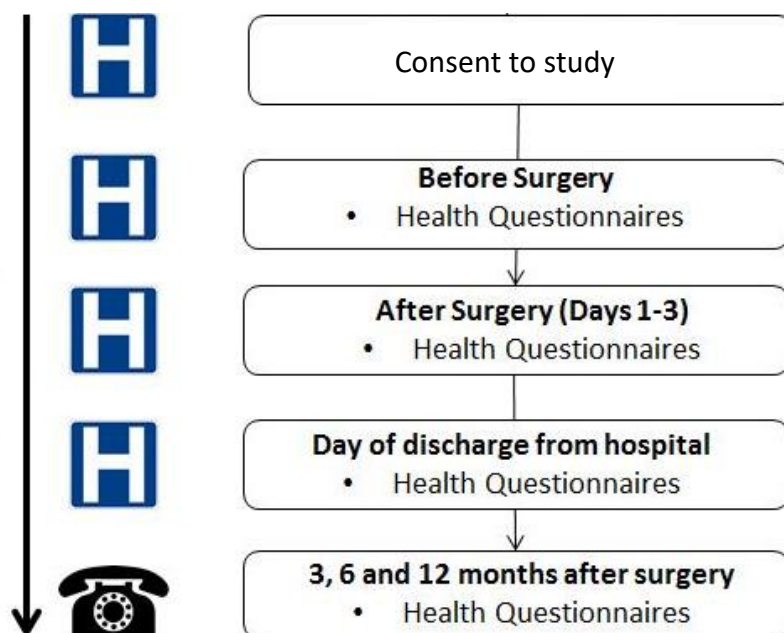 H
Consent to study
H
Before Surgery
• Health Questionnaires
H
After Surgery (Days 1-3)
• Health Questionnaires
H
Day of discharge from hospital
• Health Questionnaires
3, 6 and 12 months after surgery
• Health Questionnaires